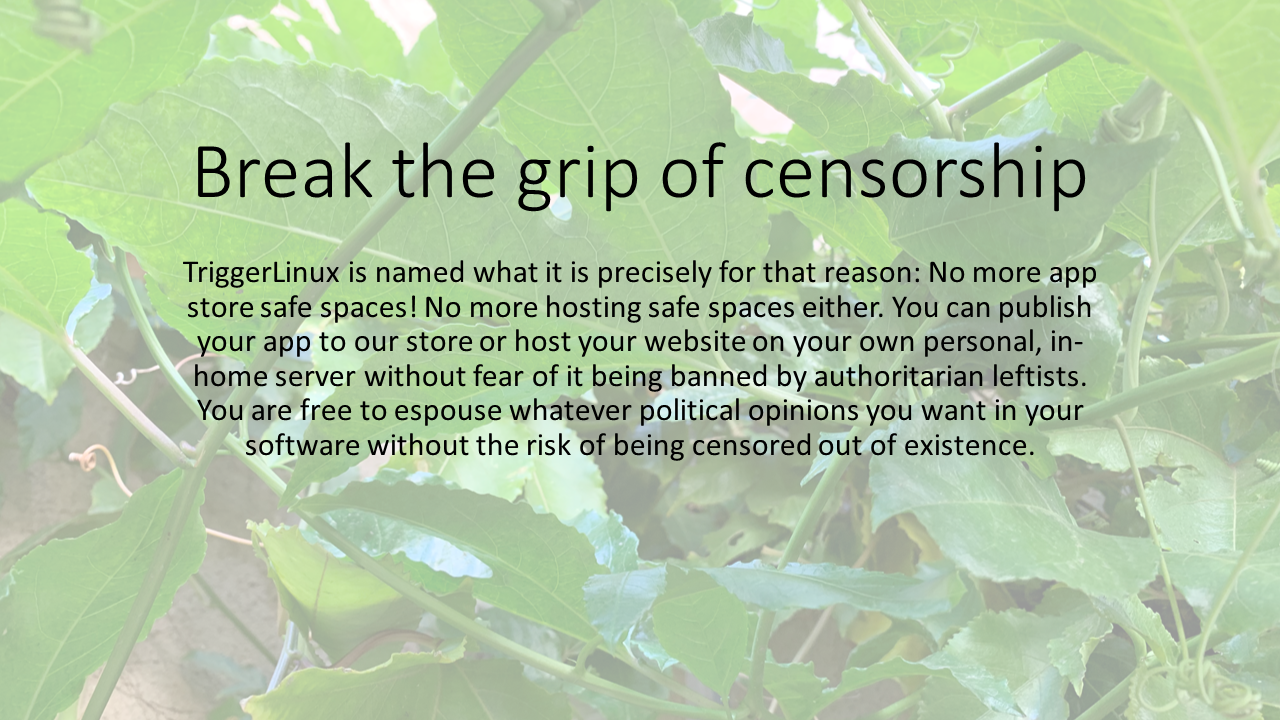 Break the grip of censorship
TriggerLinux is named what it is precisely for that reason: No more app
store safe spaces! No more hosting safe spaces either. You can publish
your app to our store or host your website on your own personal, in-
home server without fear of it being banned by authoritarian leftists.
You are free to espouse whatever political opinions you want in your
software without the risk of being censored out of existence.